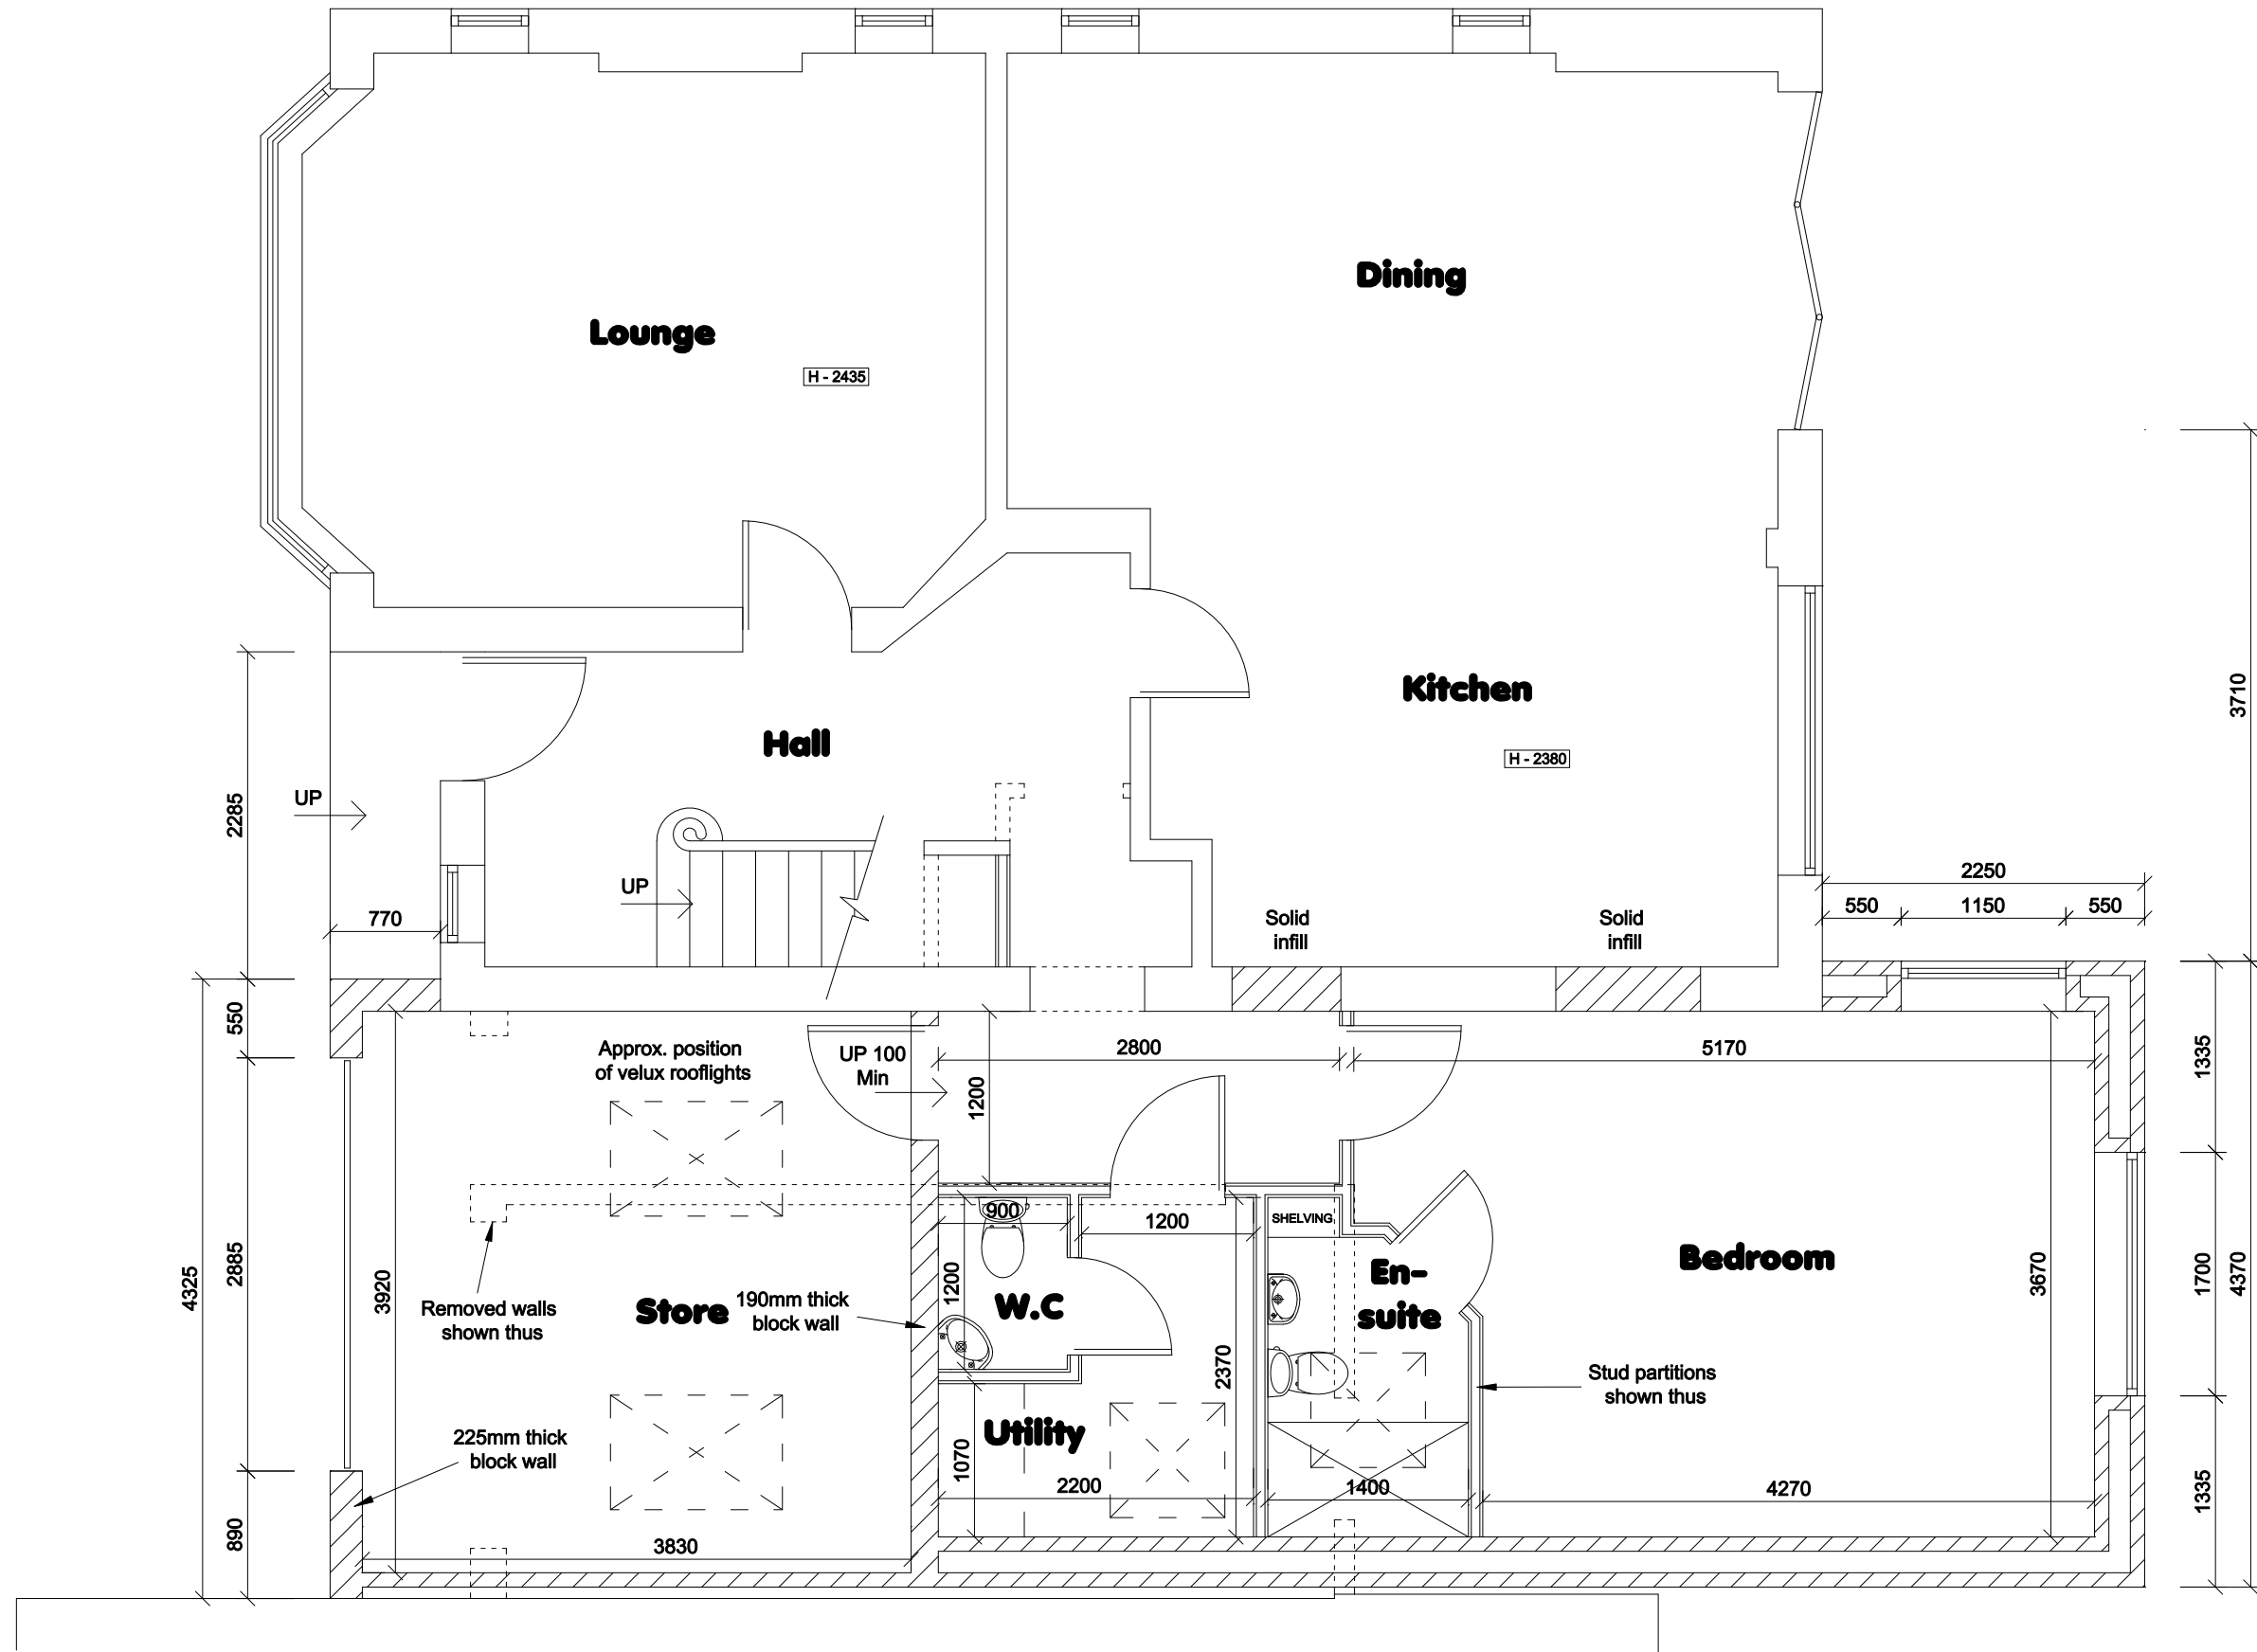 Dining
Lounge
H - 2435
3710
Kitchen
Hall
H - 2380
UP
2285
UP
2250
770
Solid
infill
Solid
infill
550
1150
550
550
Approx. position
of velux rooflights
UP 100
Min
2800
5170
1335
1200
900
1200
SHELVING
4325
2885
3920
Removed walls
shown thus
Store
190mm thick
block wall
1200
W.C
En-
suite
Bedroom
3670
1700
4370
2370
Stud partitions
shown thus
225mm thick
block wall
Utility
1070
2200
1400
4270
1335
890
3830